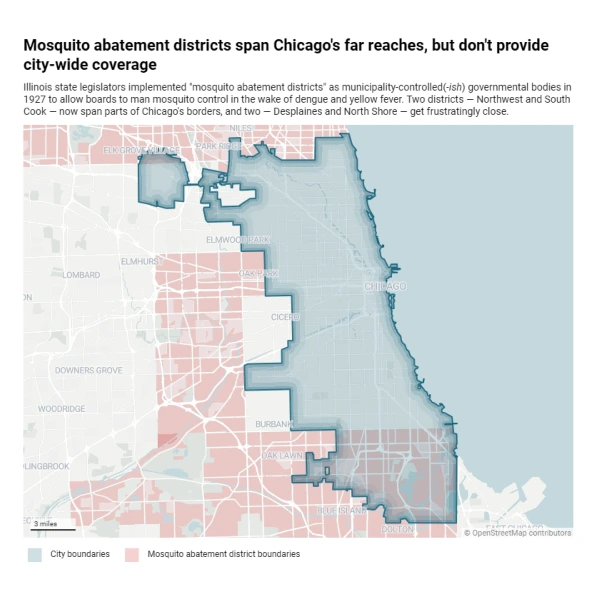 Mosquito abatement districts span Chicago's far reaches, but don't provide
city-wide coverage
Illinois state legislators implemented "mosquito abatement districts" as municipality-controlled(-ish) governmental bodies in
1927 to allow boards to man mosquito control in the wake of dengue and yellow fever. Two districts — Northwest and South
Cook — now span parts of Chicago's borders, and two — Desplaines and North Shore — get frustratingly close.
NILES
ELK GROVE VILLAGE
PARK RIDGE
ELMWOOD PARK
ELMHURST
LOMBARD
OAK PARK
CHICAGO
CICERO
DOWNERS GROVE
WOODRIDGE
BURBANK
OAK LAWN
LINGBROOK
BLUE ISLAND
3 miles
DOLTON
EAST CHICAGO
© OpenStreetMap contributors
City boundaries
Mosquito abatement district boundaries